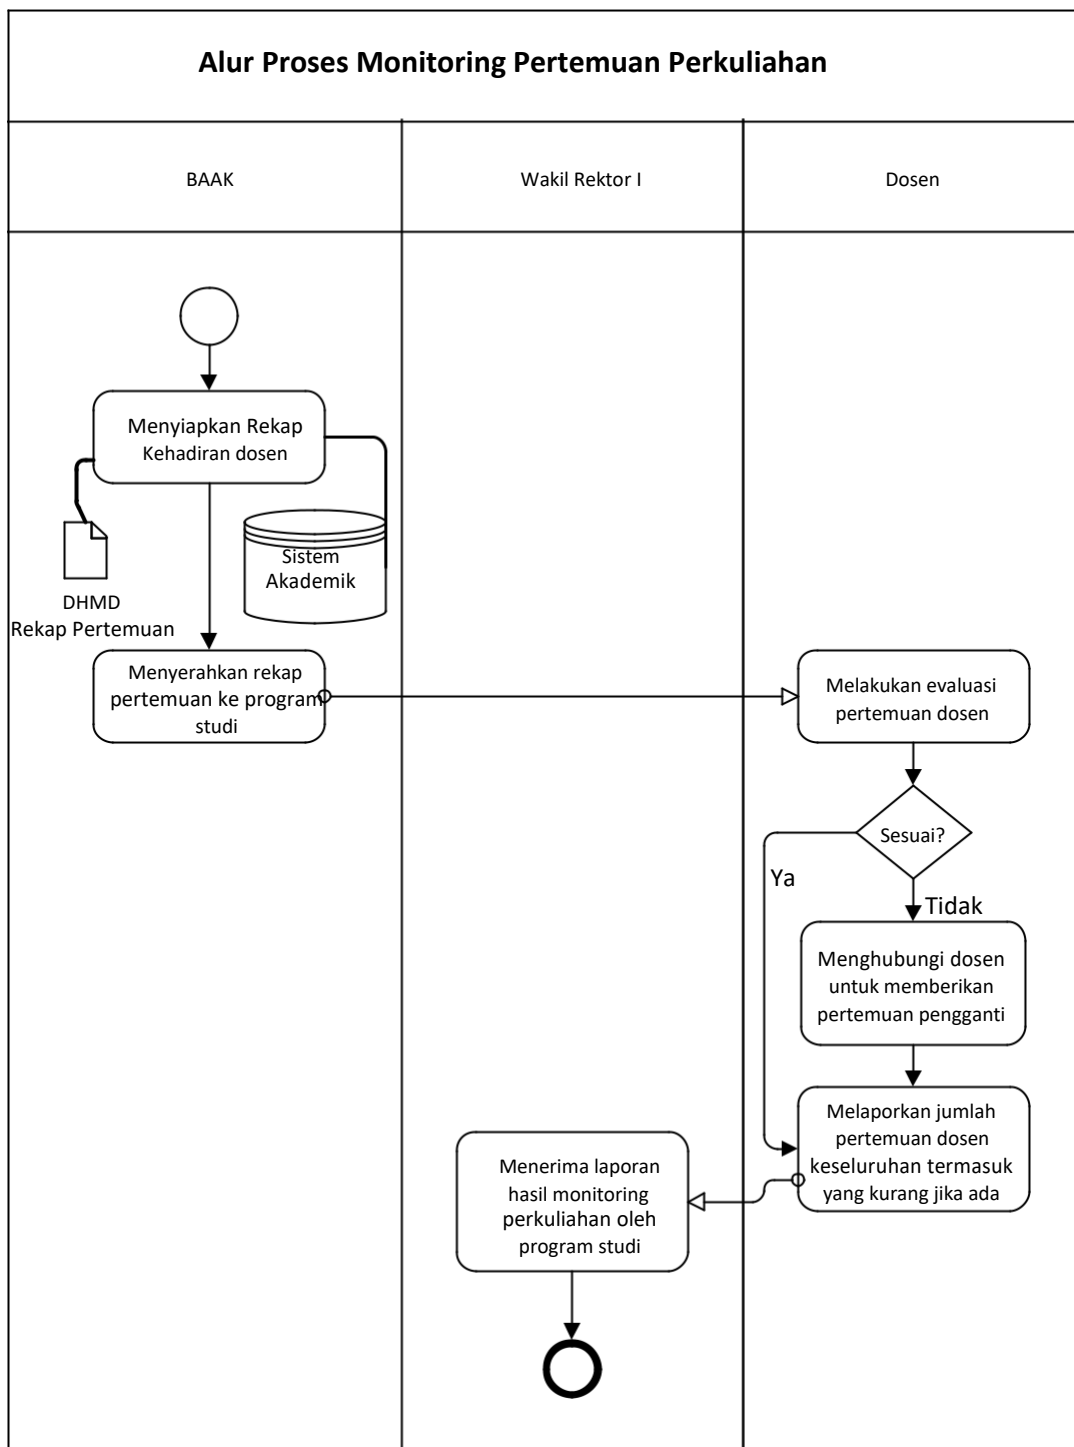 Alur Proses Monitoring Pertemuan Perkuliahan
BAAK
Wakil Rektor I
Dosen
Menyiapkan Rekap
Kehadiran dosen
Sistem
Akademik
DHMD
Rekap Pertemuan
Menyerahkan rekap
pertemuan ke program
studi
Melakukan evaluasi
pertemuan dosen
Sesuai?
Ya
Tidak
Menghubungi dosen
untuk memberikan
pertemuan pengganti
Melaporkan jumlah
pertemuan dosen
keseluruhan termasuk
yang kurang jika ada
Menerima laporan
hasil monitoring
perkuliahan oleh
program studi